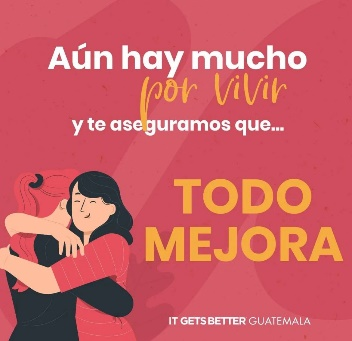 Aún hay mucho
por vivir
y te aseguramos que...
TODO
MEJORA
IT GETS BETTER GUATEMALA